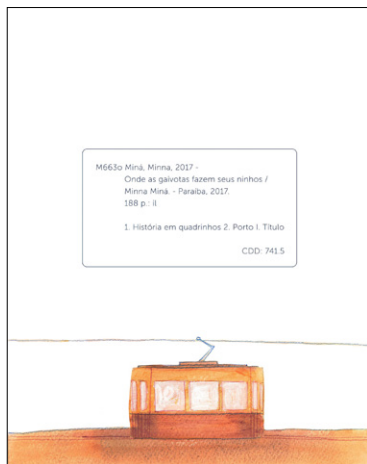 M663o Miná, Minna, 2017 -
Onde as gaivotas fazem seus ninhos /
Minna Miná. - Paraíba, 2017.
188 p.: il
1. História em quadrinhos 2. Porto I. Título
CDD: 741.5